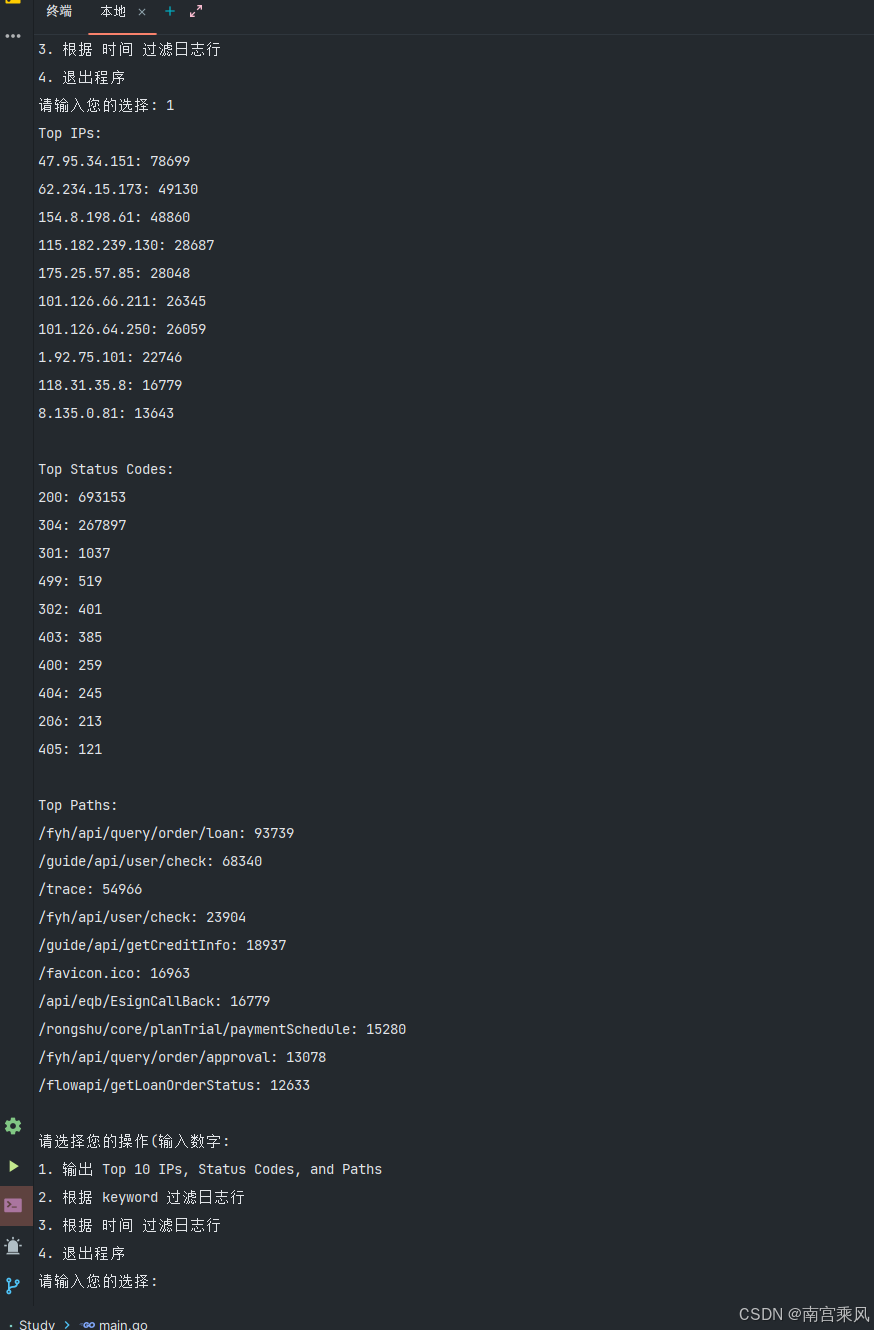 终端 本地
3. 根据 时间 过滤日志行
4. 退出程序
请输入您的选择: 1
Top IPs:
47.95.34.151: 78699
62.234.15.173: 49130
154.8.198.61: 48860
115.182.239.130: 28687
175.25.57.85: 28048
101.126.66.211: 26345
101.126.64.250: 26059
1.92.75.101: 22746
118.31.35.8: 16779
8.135.0.81: 13643
Top Status Codes:
200: 693153
304: 267897
301: 1037
499: 519
302: 401
403: 385
400: 259
404: 245
206: 213
405: 121
Top Paths:
/fyh/api/query/order/loan: 93739
/guide/api/user/check: 68340
/trace: 54966
/fyh/api/user/check: 23904
/guide/api/getCreditInfo: 18937
/favicon.ico: 16963
/api/eqb/EsignCallBack: 16779
/rongshu/core/planTrial/paymentSchedule: 15280
/fyh/api/query/order/approval: 13078
/flowapi/getLoanOrderStatus: 12633
请选择您的操作(输入数字:
1. 输出 Top 10 IPs, Status Codes, and Paths
2. 根据 keyword 过滤日志行
3. 根据 时间 过滤日志行
4. 退出程序
请输入您的选择:
CSDN @南宫乘风
Study > main.go